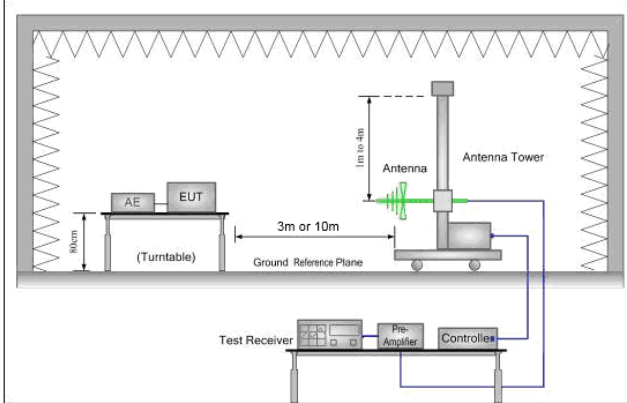 1m to 4m
Antenna
Antenna Tower
AE
EUT
80cm
(Turntable)
3m or 10m
Ground Reference Plane
Test Receiver
Pre-
Amplifier
Controller